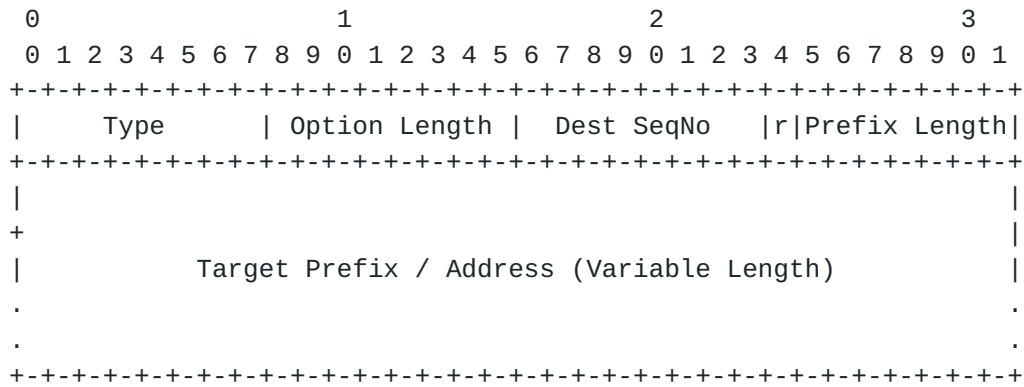 0                   1                   2                   3
 0 1 2 3 4 5 6 7 8 9 0 1 2 3 4 5 6 7 8 9 0 1 2 3 4 5 6 7 8 9 0 1
+-+-+-+-+-+-+-+-+-+-+-+-+-+-+-+-+-+-+-+-+-+-+-+-+-+-+-+-+-+-+-+-+
|     Type      | Option Length |  Dest SeqNo   |r|Prefix Length|
+-+-+-+-+-+-+-+-+-+-+-+-+-+-+-+-+-+-+-+-+-+-+-+-+-+-+-+-+-+-+-+-+
|                                                               |
+                                                               |
|           Target Prefix / Address (Variable Length)           |
.                                                               .
.                                                               .
+-+-+-+-+-+-+-+-+-+-+-+-+-+-+-+-+-+-+-+-+-+-+-+-+-+-+-+-+-+-+-+-+